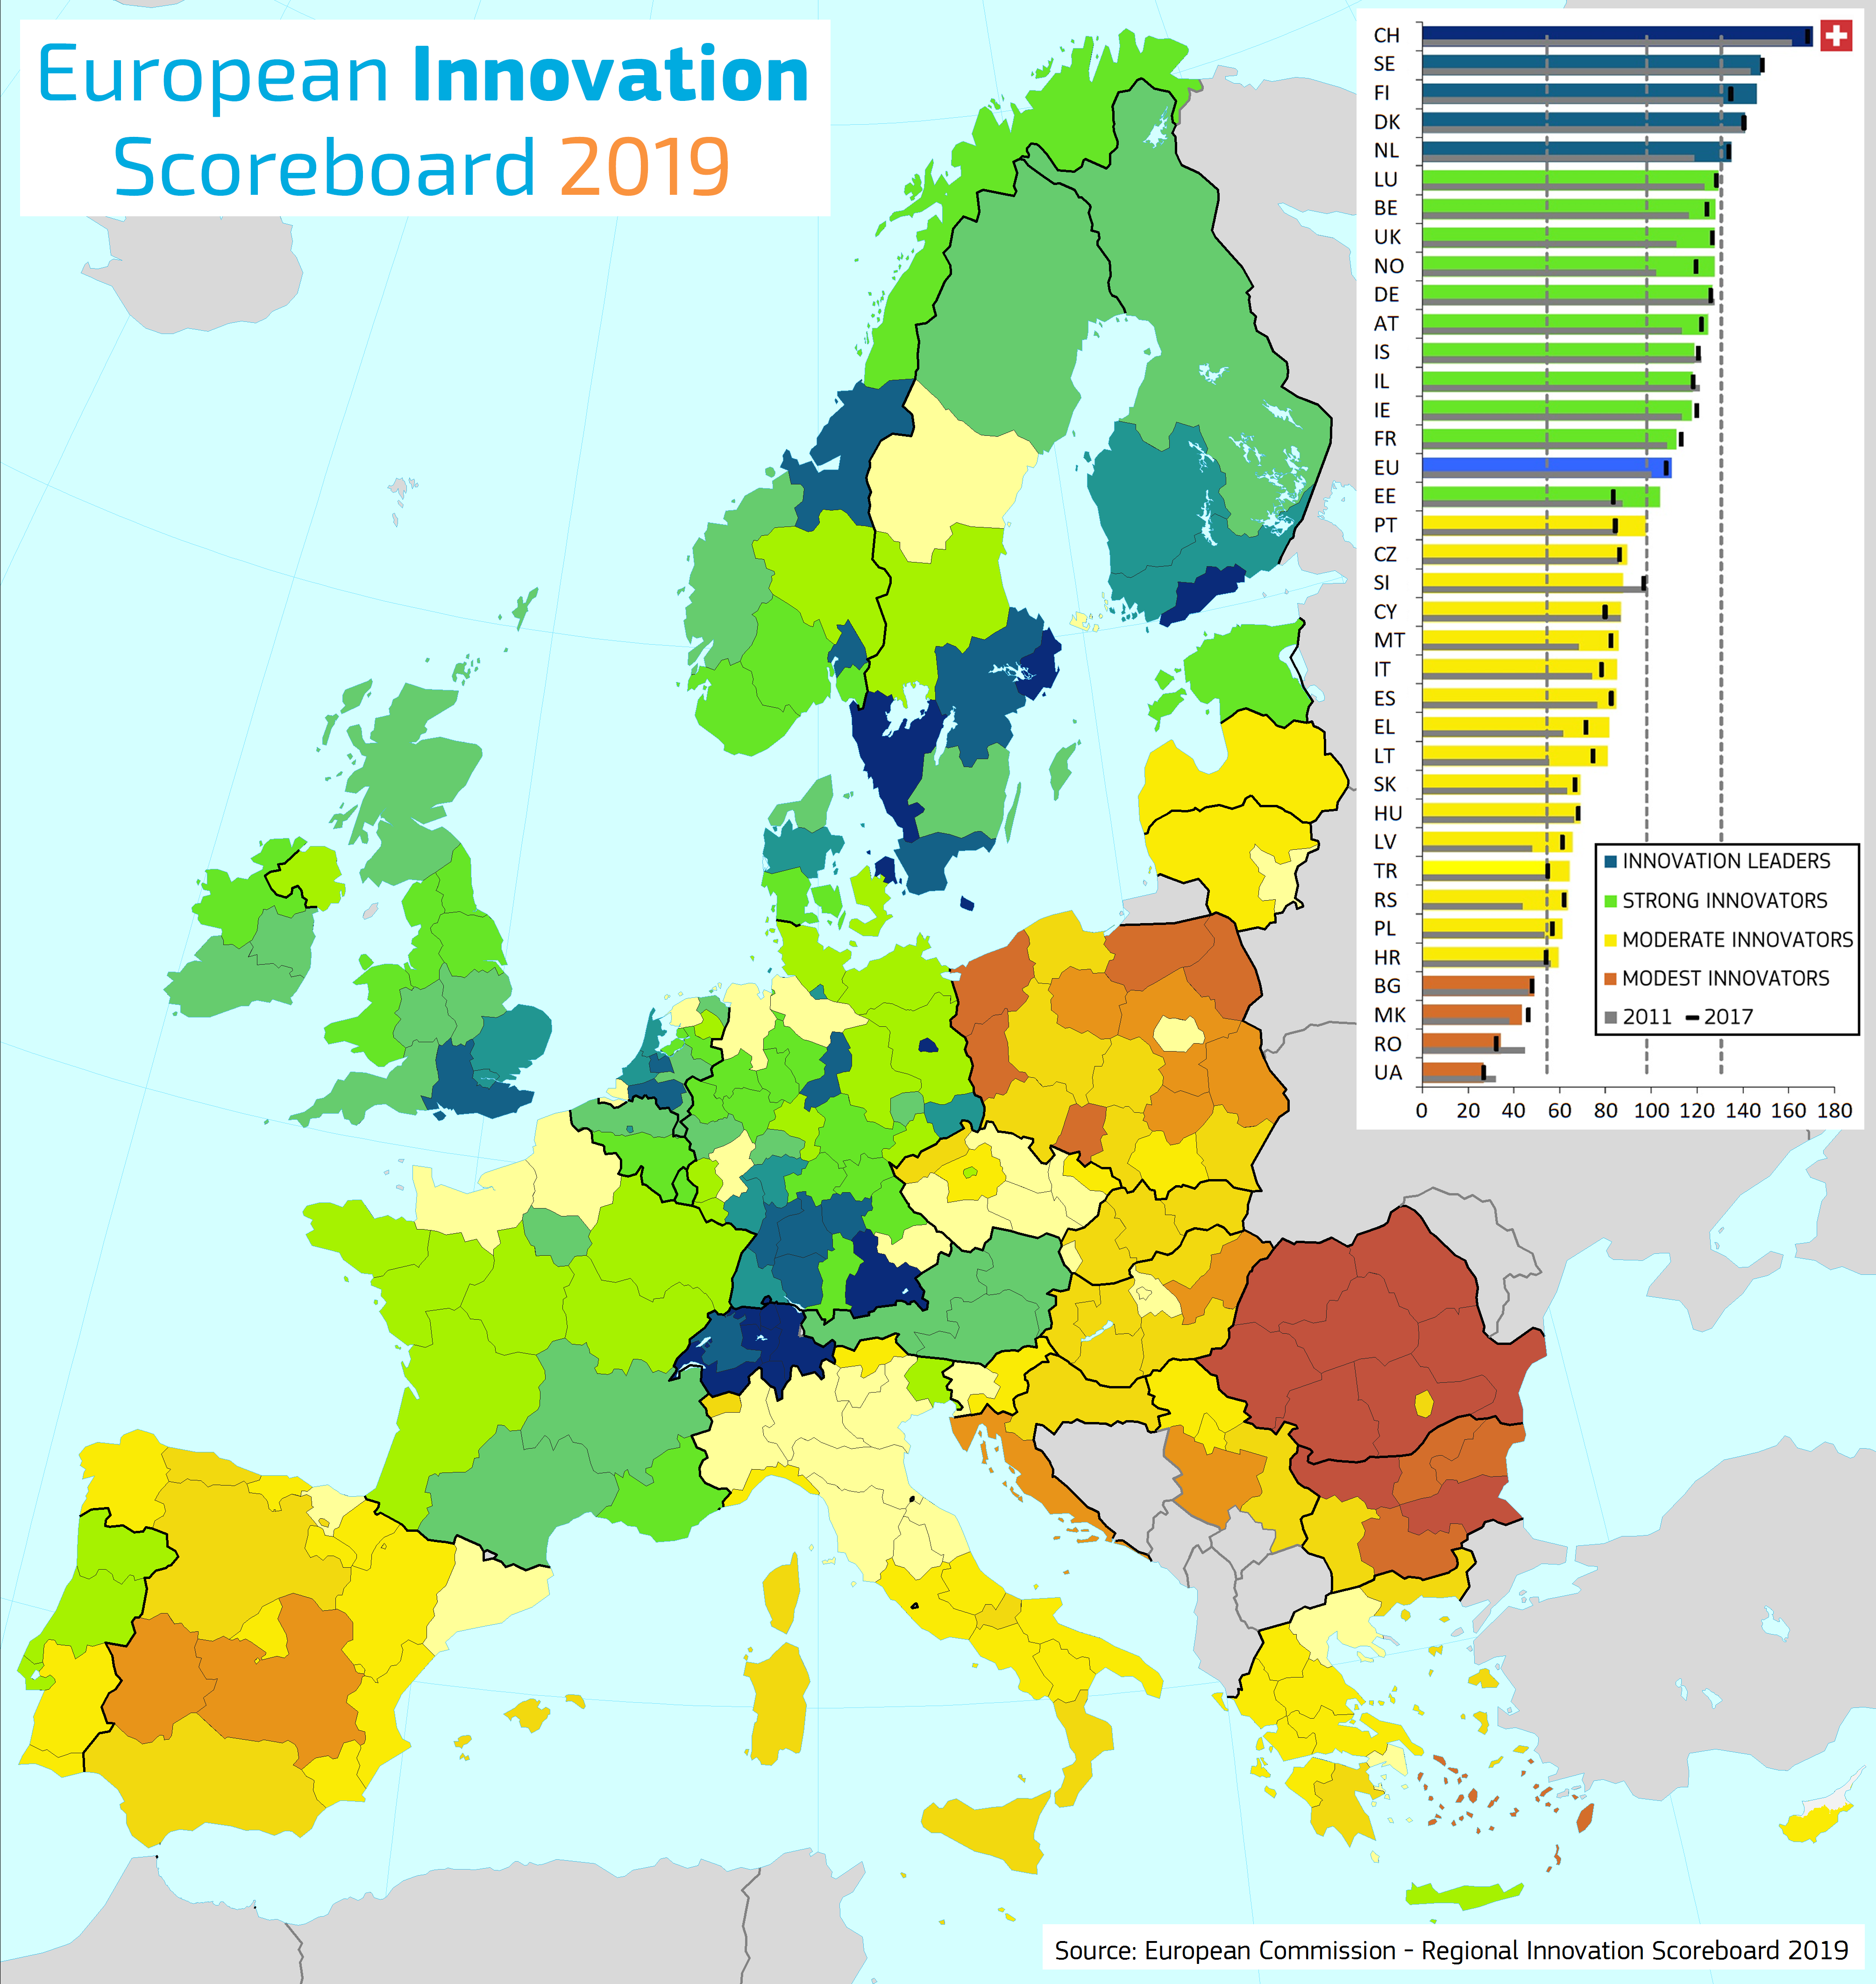 European Innovation
Scoreboard 2019
CH
SE
FI
DK
NL
LU
BE
UK
NO
DE
AT
IS
IL
IE
FR
EU
EE
PT
CZ
SI
CY
MT
IT
ES
EL
LT
SK
HU
LV
TR
RS
PL
HR
BG
MK
RO
UA
0 20 40 60 80 100 120 140 160 180
INNOVATION LEADERS
STRONG INNOVATORS
MODERATE INNOVATORS
MODEST INNOVATORS
2011 2017
Source: European Commission - Regional Innovation Scoreboard 2019